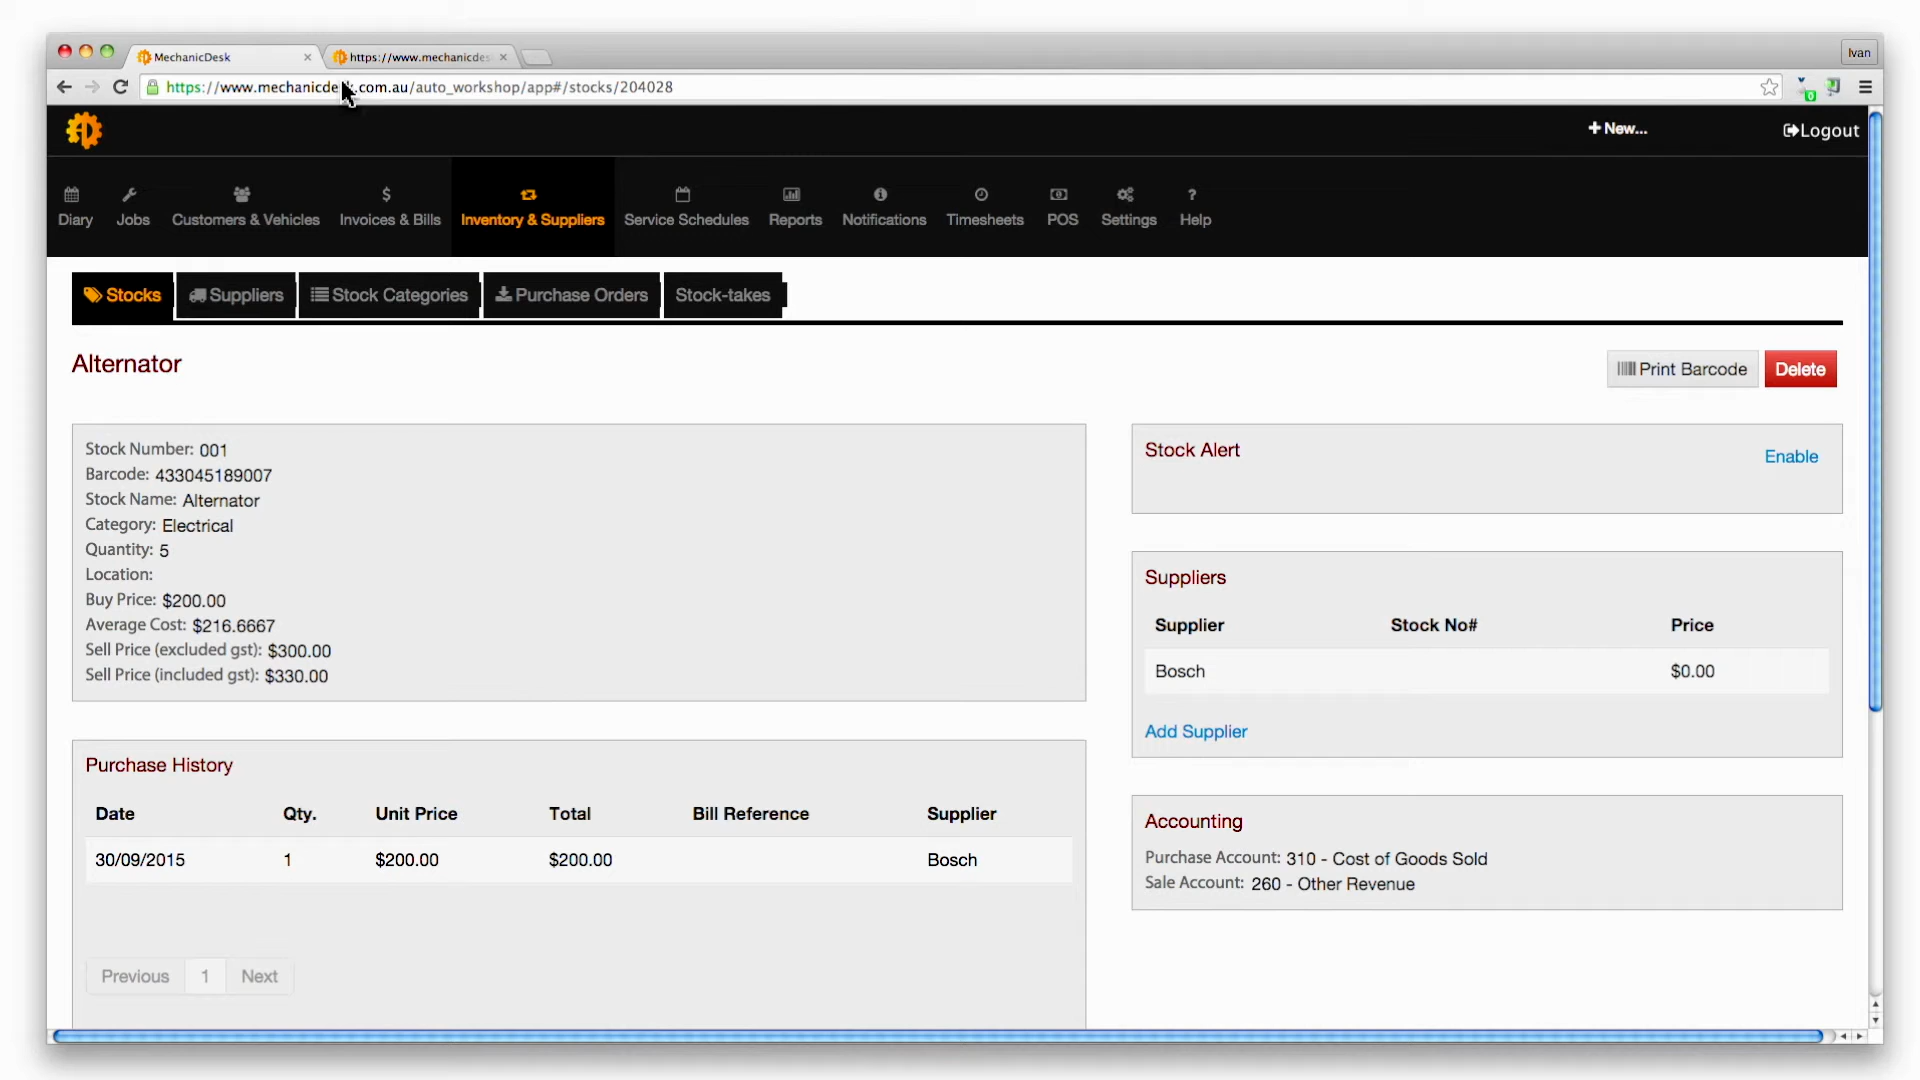 MechanicDesk
https://www.mechanicdes
Ivan
https://www.mechanicdesk.com.au/auto_workshop/app#/stocks/204028
0
+ New...
Logout
Diary
Jobs
$
Customers & Vehicles
Invoices & Bills
Inventory & Suppliers
Service Schedules
Reports
Notifications
Timesheets
POS
Settings
?
Help
Stocks
Suppliers
Stock Categories
Purchase Orders
Stock-takes
Alternator
Print Barcode
Delete
Stock Number: 001
Barcode: 433045189007
Stock Name: Alternator
Category: Electrical
Quantity: 5
Location:
Buy Price: $200.00
Average Cost: $216.6667
Sell Price (excluded gst): $300.00
Sell Price (included gst): $330.00
Stock Alert
Enable
Suppliers
Supplier Stock No# Price
Bosch $0.00
Add Supplier
Purchase History
Date Qty. Unit Price Total Bill Reference Supplier
30/09/2015 1 $200.00 $200.00 Bosch
Previous 1 Next
Accounting
Purchase Account: 310 - Cost of Goods Sold
Sale Account: 260 - Other Revenue